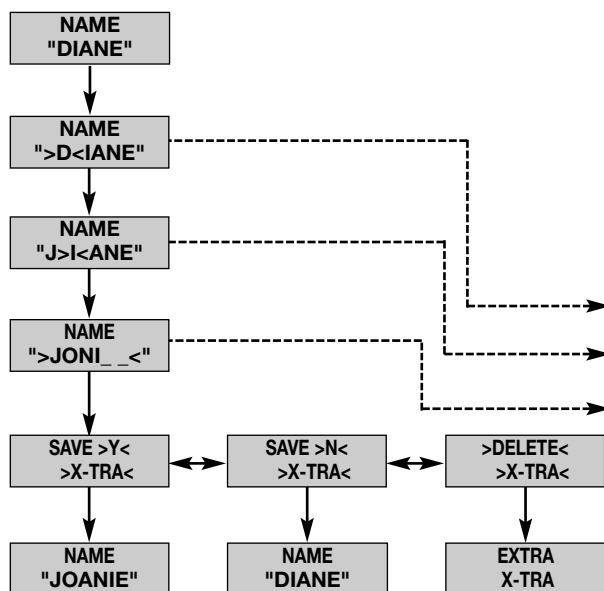 NAME
"DIANE"
NAME
">D<IANE"
NAME
"J>I<ANE"
NAME
">JONI_ _<"
SAVE >Y<
>X-TRA<
SAVE >N<
>X-TRA<
>DELETE<
>X-TRA<
NAME
"JOANIE"
NAME
"DIANE"
EXTRA
X-TRA